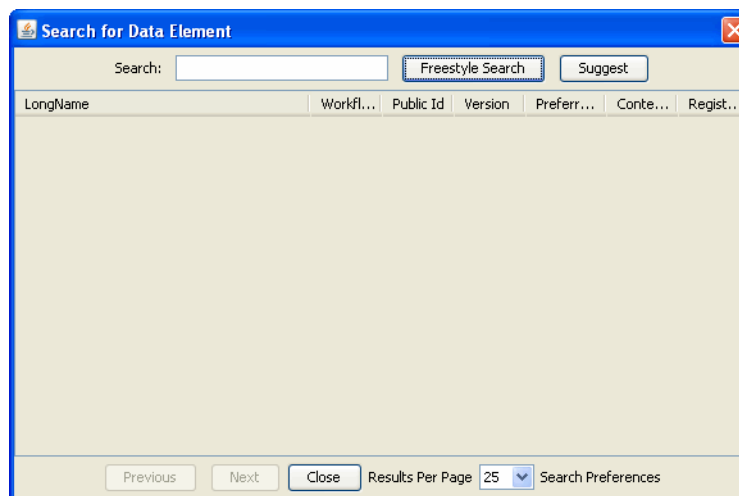 Search for Data Element
Search: Freestyle Search Suggest
LongName Workfl... Public Id Version Preferr... Conte... Regist...
Previous Next Close Results Per Page 25 Search Preferences